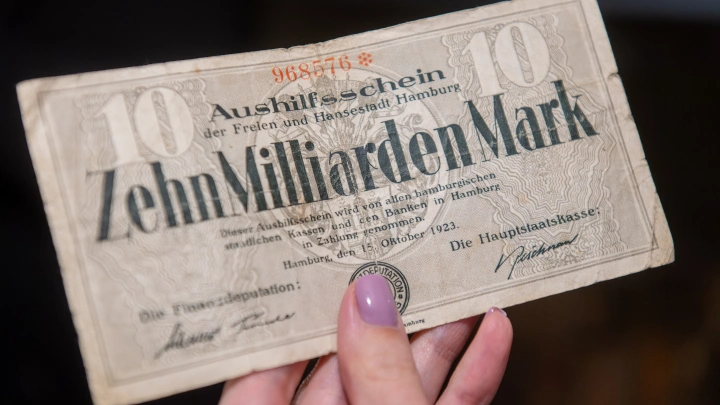 968576 *
10 10
Aushilfsschein
der Freien und Hansestadt Hamburg
Zehn Milliarden Mark
Dieser Aushilfsschein wird von allen hamburgischen
staatlichen Kassen und den Banken in Hamburg
in Zahlung genommen.
Hamburg, den 15. Oktober 1923.
Die Finanzdeputation:
Die Hauptstaatskasse:
DEPUTATION